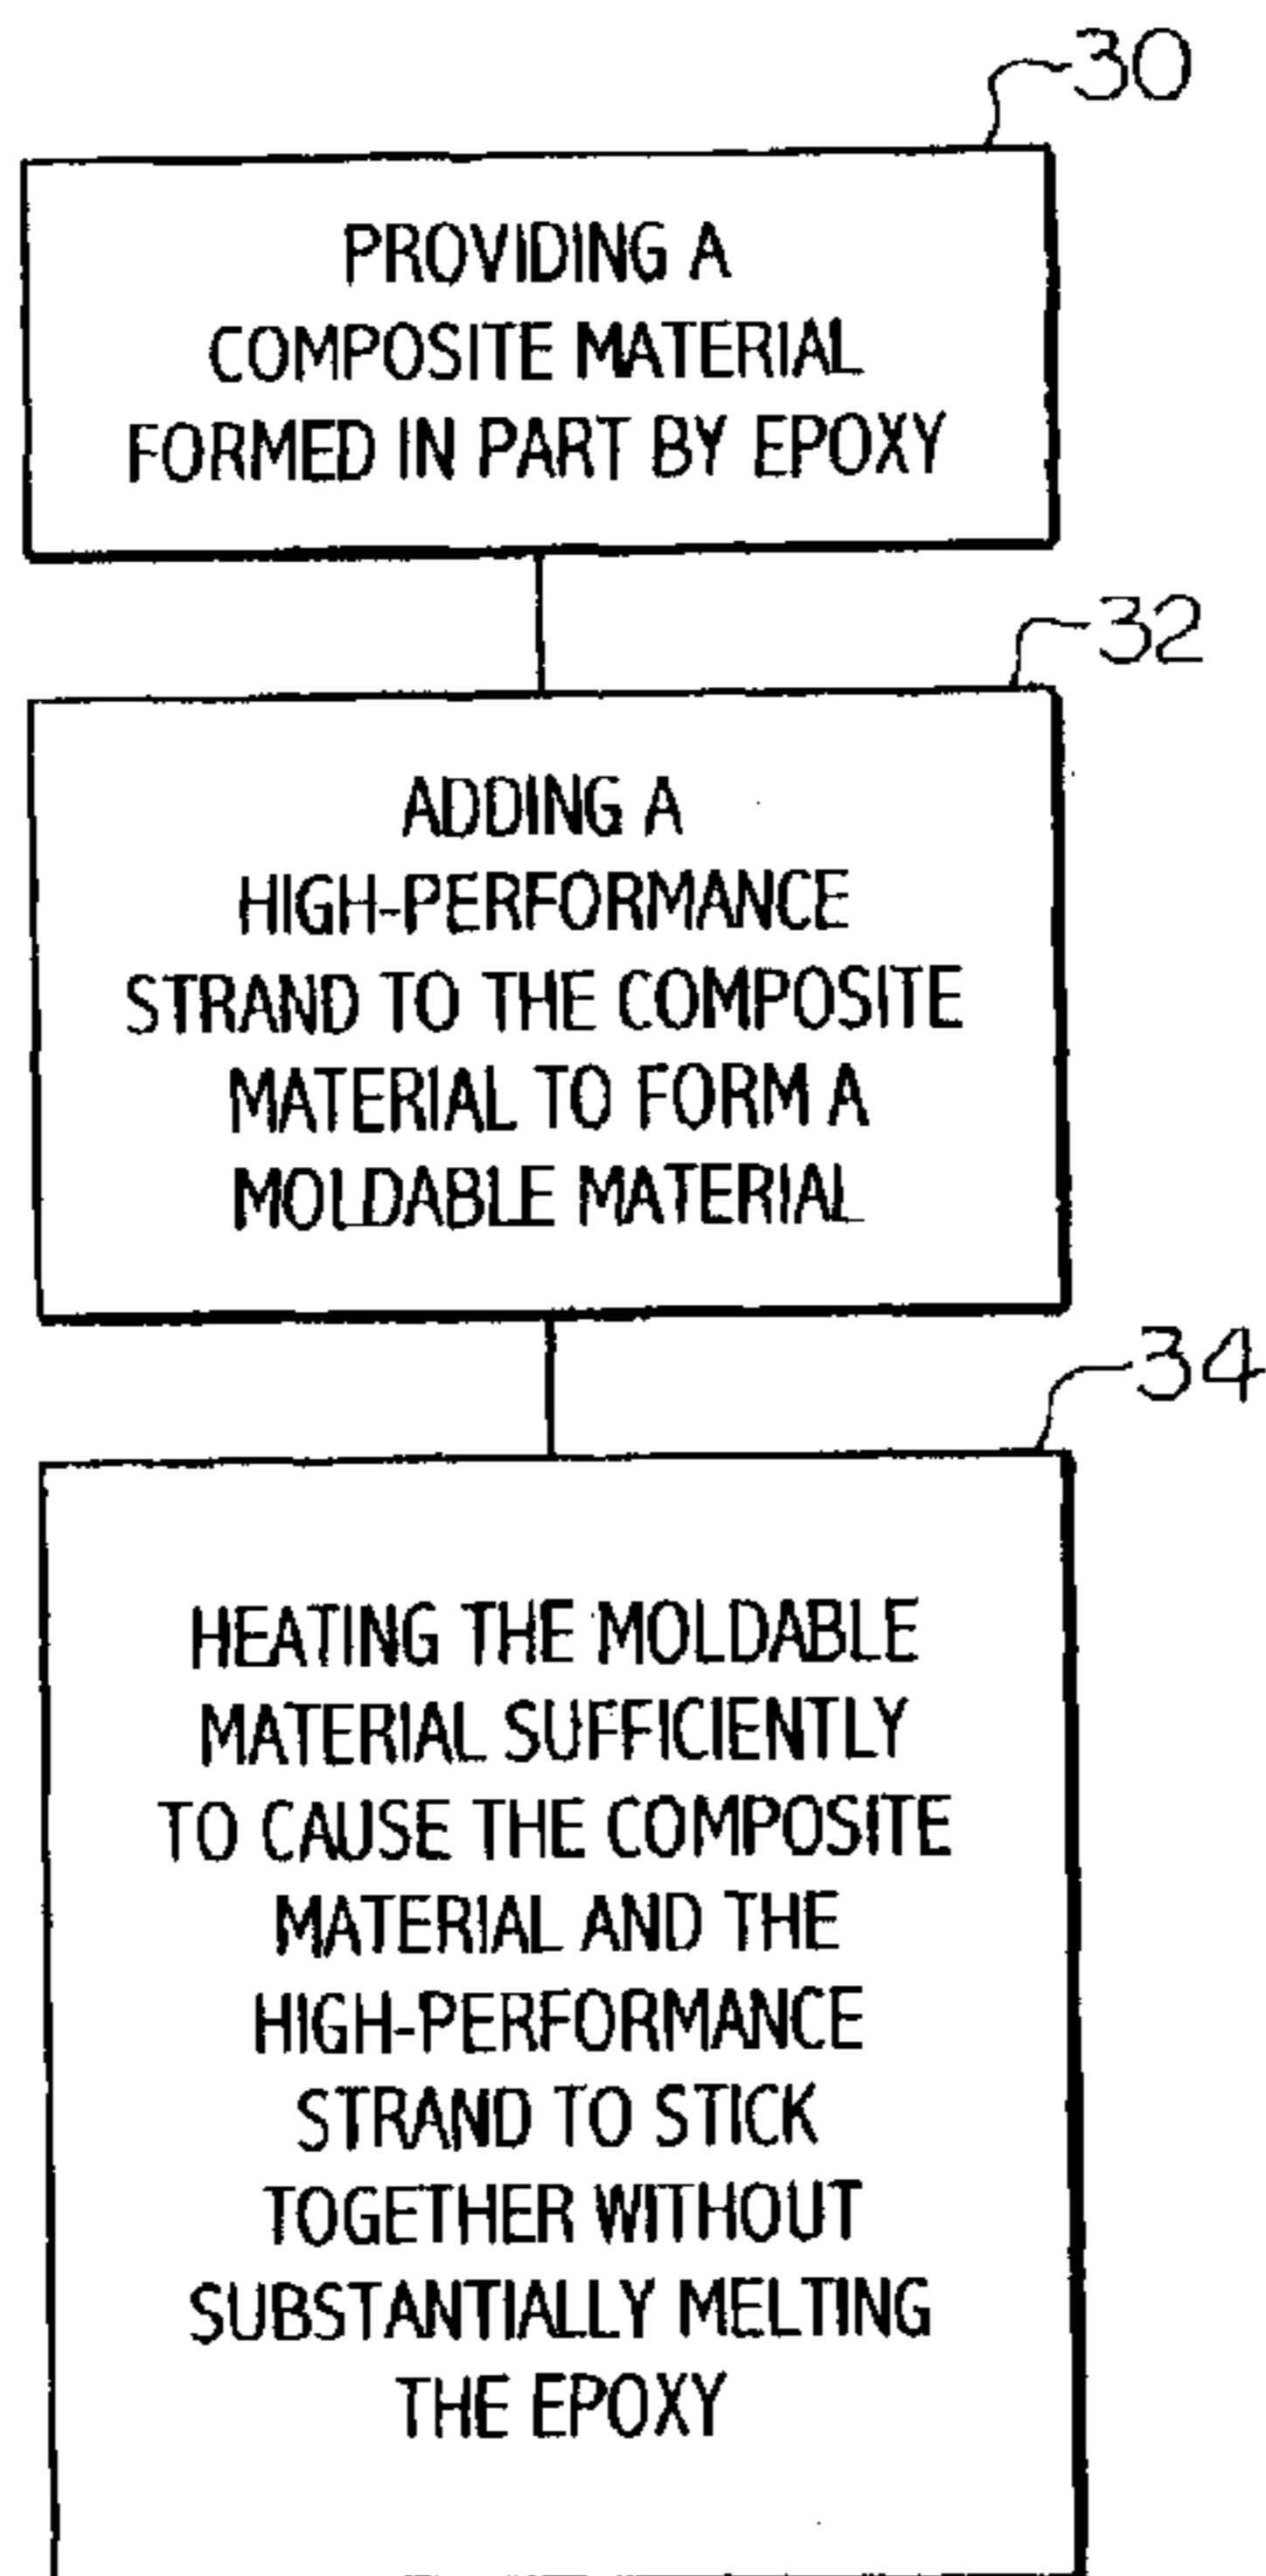 30
PROVIDING A
COMPOSITE MATERIAL
FORMED IN PART BY EPOXY
32
ADDING A
HIGH-PERFORMANCE
STRAND TO THE COMPOSITE
MATERIAL TO FORM A
MOLDABLE MATERIAL
34
HEATING THE MOLDABLE
MATERIAL SUFFICIENTLY
TO CAUSE THE COMPOSITE
MATERIAL AND THE
HIGH-PERFORMANCE
STRAND TO STICK
TOGETHER WITHOUT
SUBSTANTIALLY MELTING
THE EPOXY